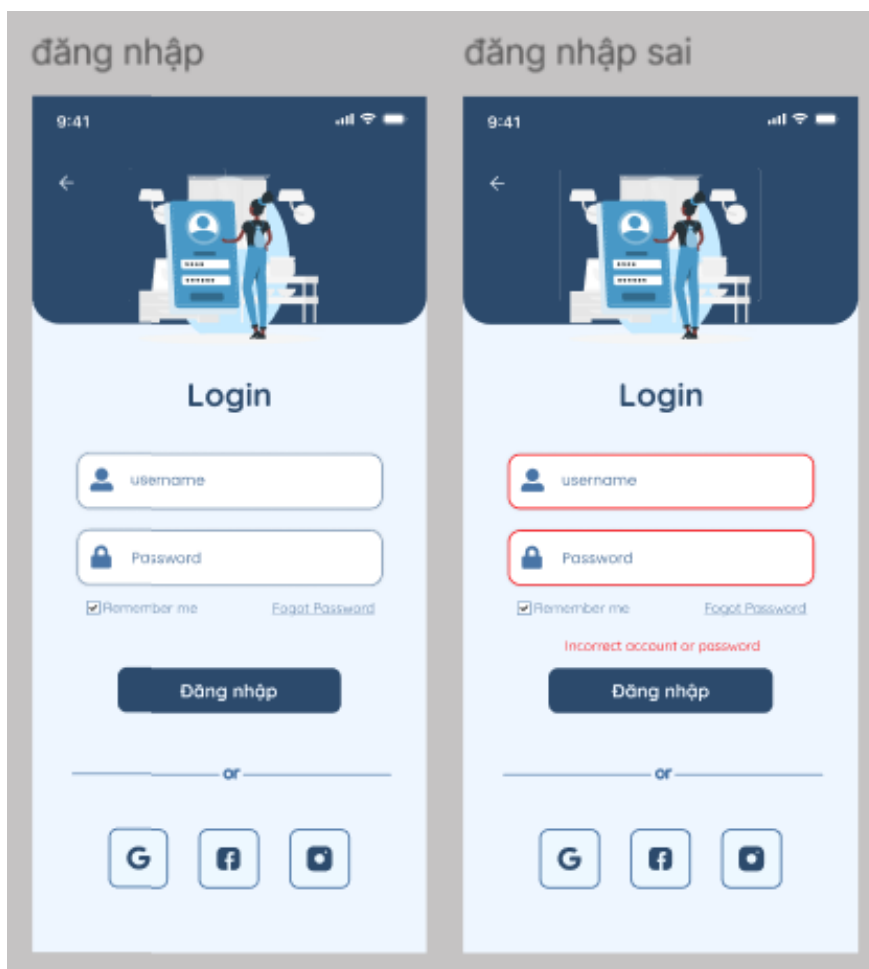 đăng nhập
9:41
Login
username
Password
Remember me Fogot Password
Đăng nhập
or
G
đăng nhập sai
9:41
Login
username
Password
Remember me Fogot Password
Incorrect account or password
Đăng nhập
or
G